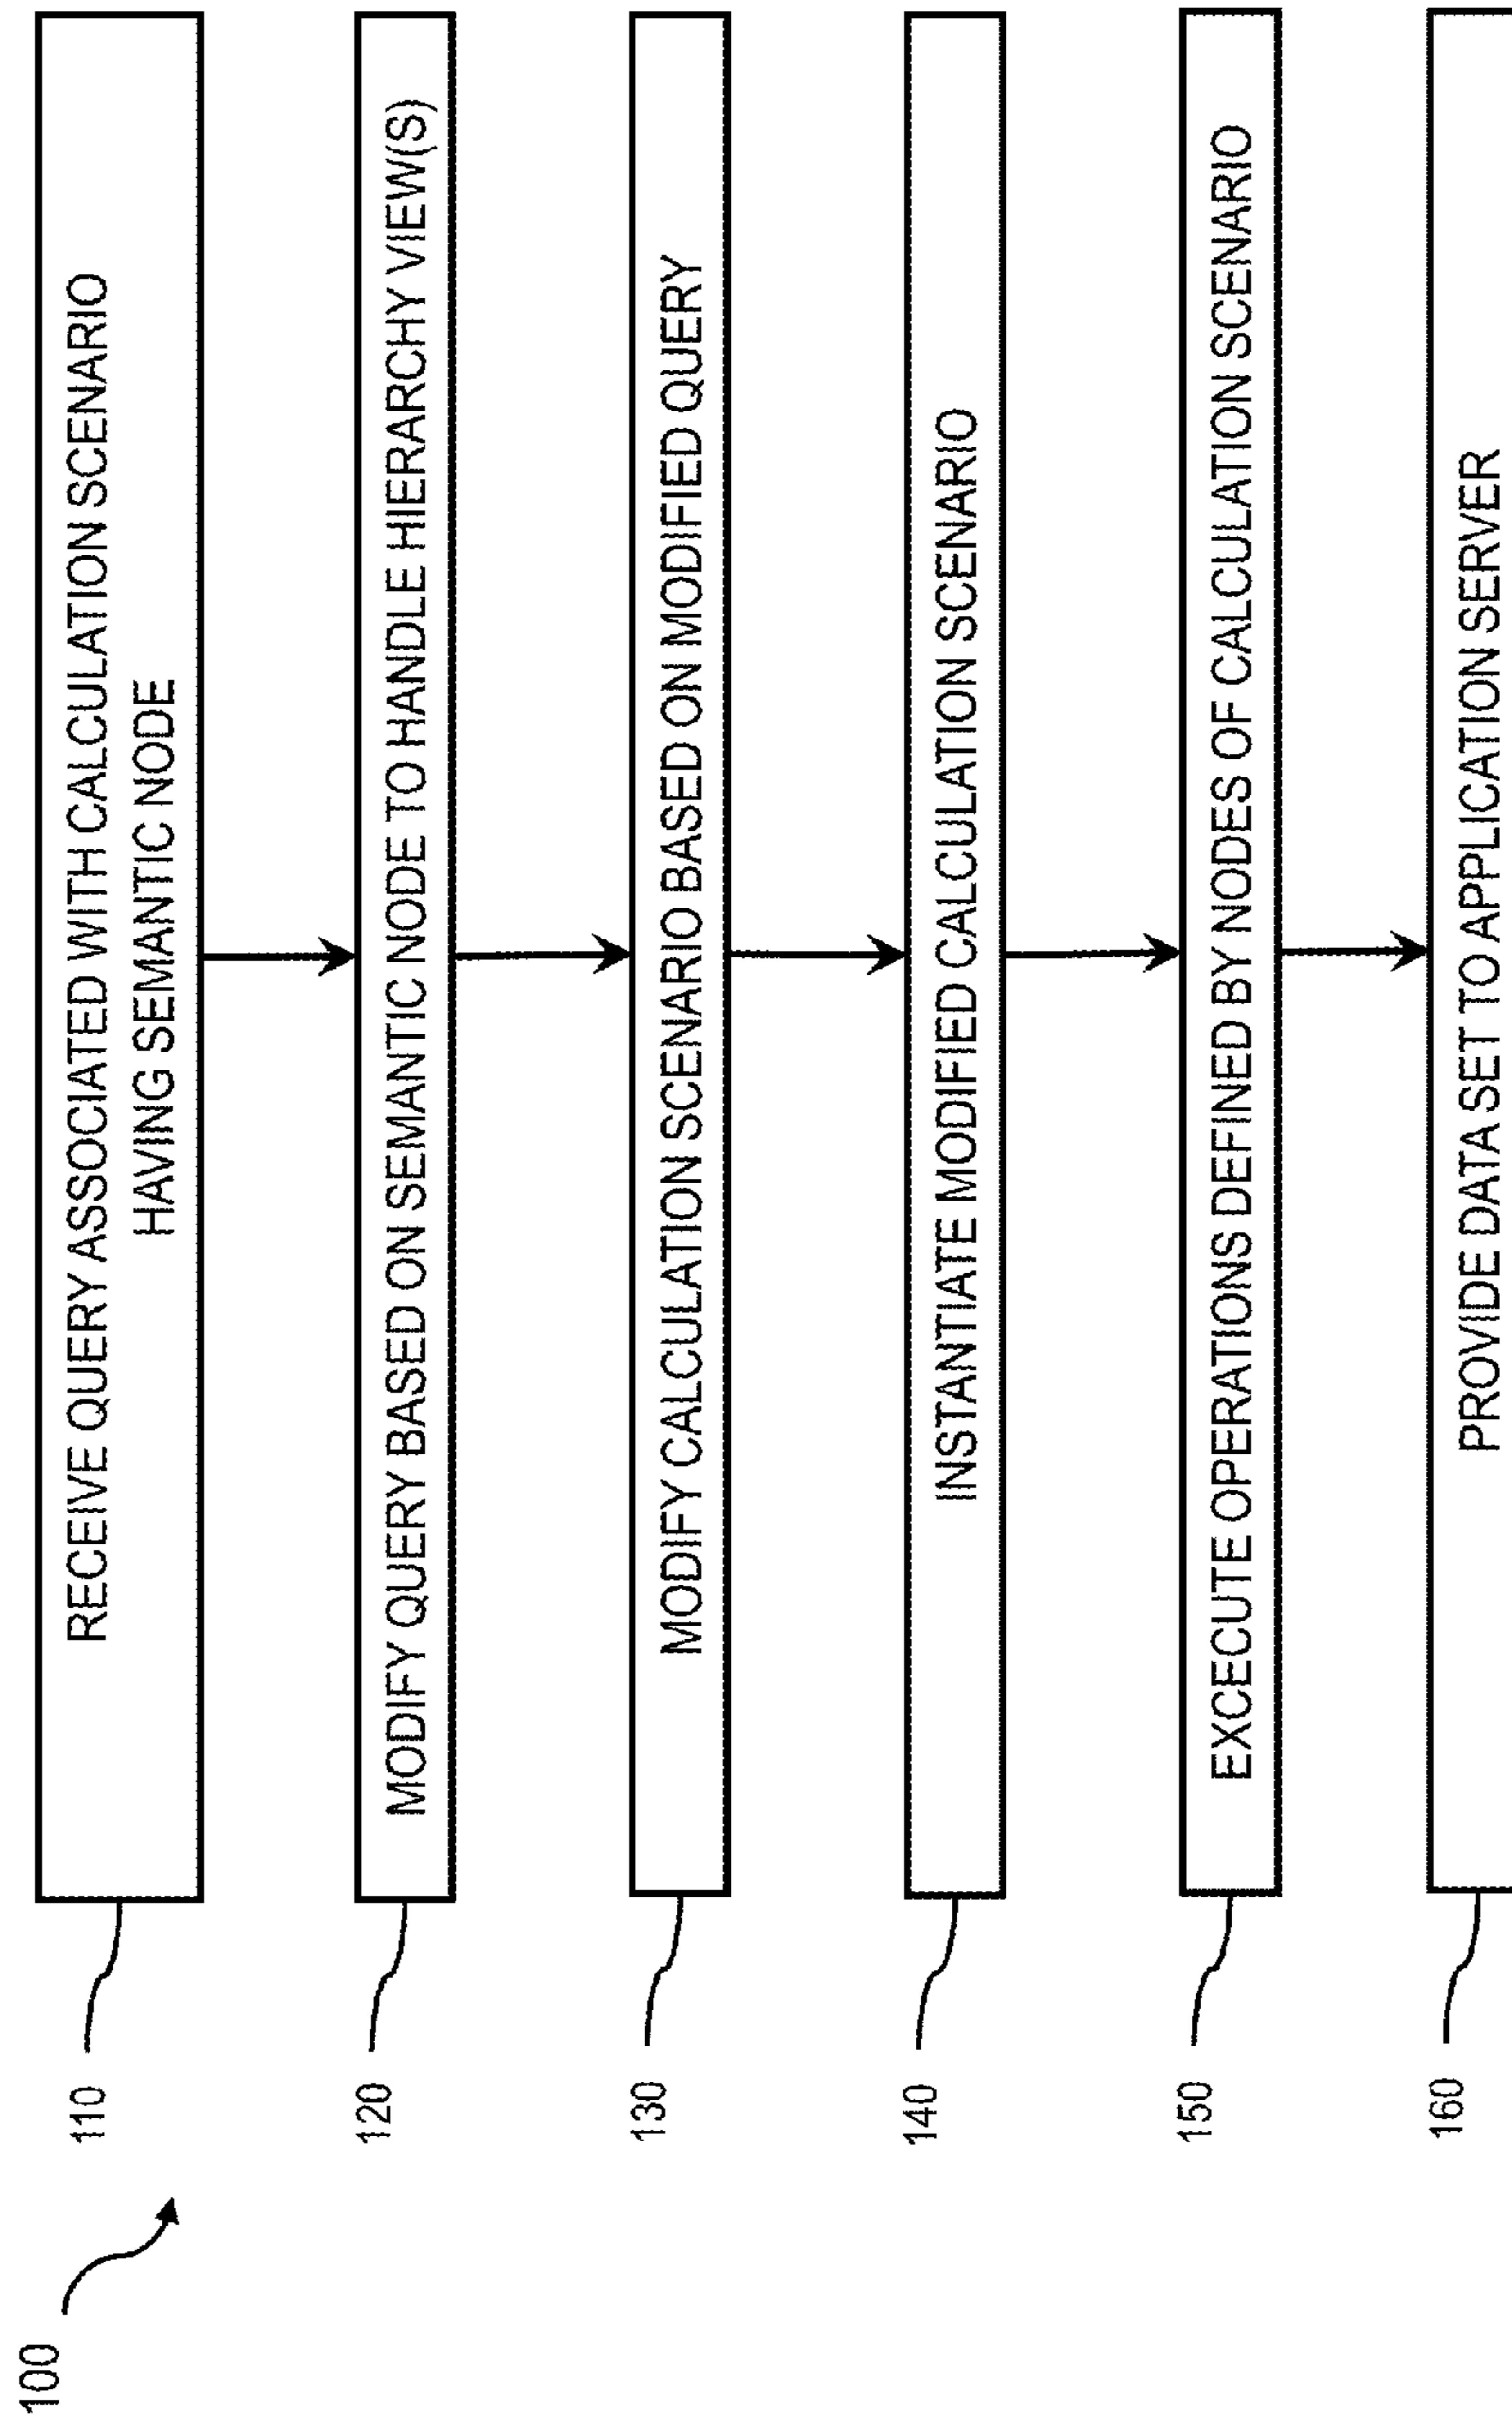 100
110
RECEIVE QUERY ASSOCIATED WITH CALCULATION SCENARIO
HAVING SEMANTIC NODE
120
MODIFY QUERY BASED ON SEMANTIC NODE TO HANDLE HIERARCHY VIEW(S)
130
MODIFY CALCULATION SCENARIO BASED ON MODIFIED QUERY
140
INSTANTIATE MODIFIED CALCULATION SCENARIO
150
EXCECUTE OPERATIONS DEFINED BY NODES OF CALCULATION SCENARIO
160
PROVIDE DATA SET TO APPLICATION SERVER